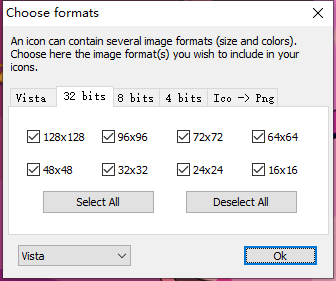 Choose formats
An icon can contain several image formats (size and colors).
Choose here the image format(s) you wish to include in your
icons.
Vista 32 bits 8 bits 4 bits Ico -> Png
128x128 96x96 72x72 64x64
48x48 32x32 24x24 16x16
Select All Deselect All
Vista Ok